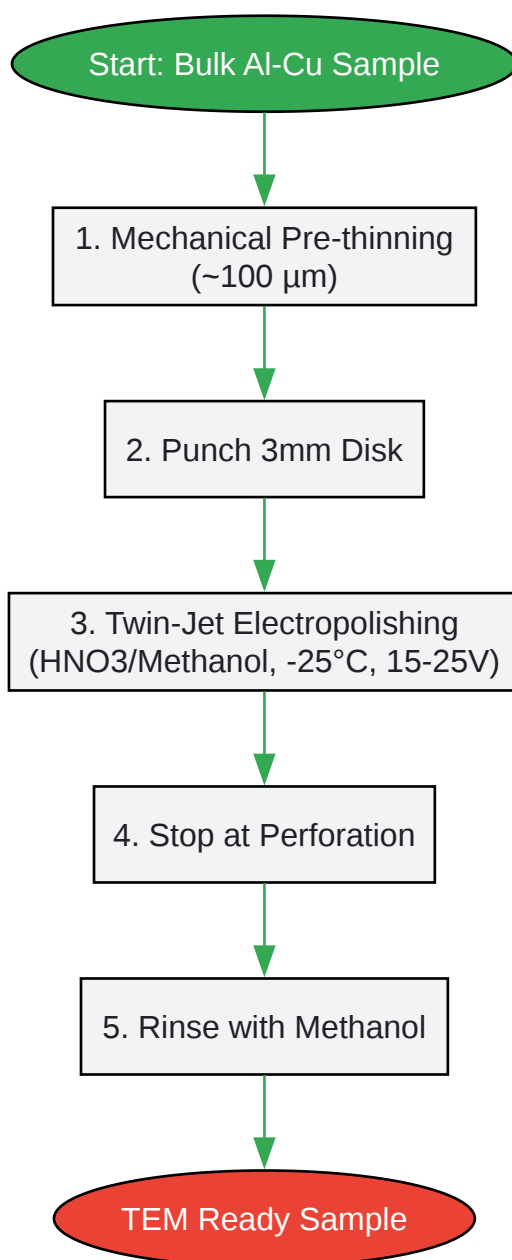 Start: Bulk Al-Cu Sample
1. Mechanical Pre-thinning
(~100 µm)
2. Punch 3mm Disk
3. Twin-Jet Electropolishing
(HNO3/Methanol, -25°C, 15-25V)
4. Stop at Perforation
5. Rinse with Methanol
TEM Ready Sample